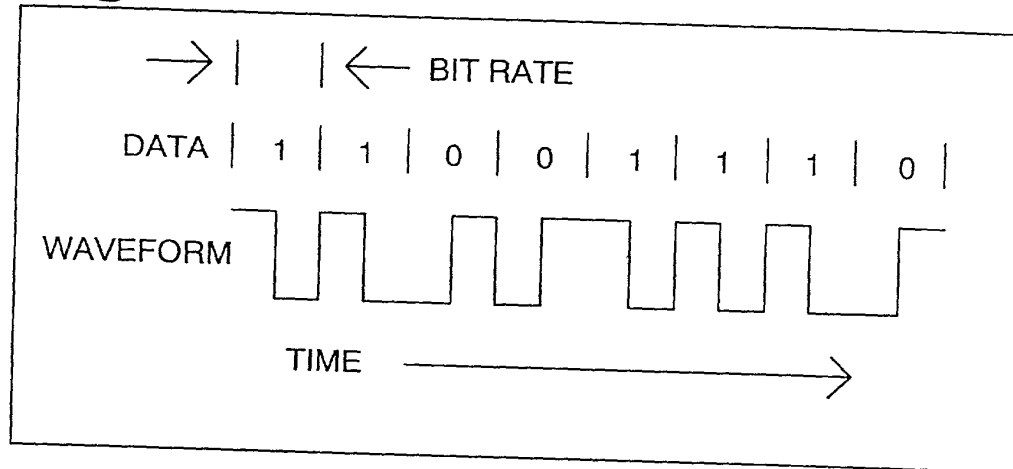 BIT RATE
DATA | 1 | 1 | 0 | 0 | 1 | 1 | 1 | 0 |
WAVEFORM
TIME